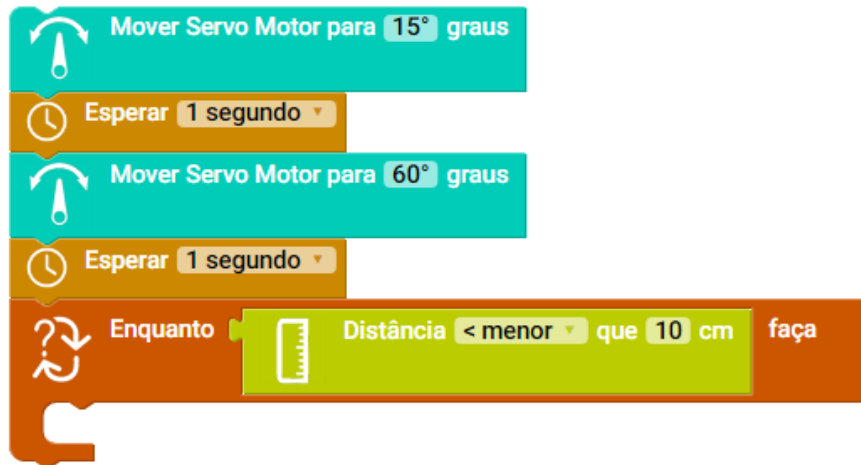 Mover Servo Motor para 15° graus
Esperar 1 segundo
Mover Servo Motor para 60° graus
Esperar 1 segundo
Enquanto Distância < menor que 10 cm faça